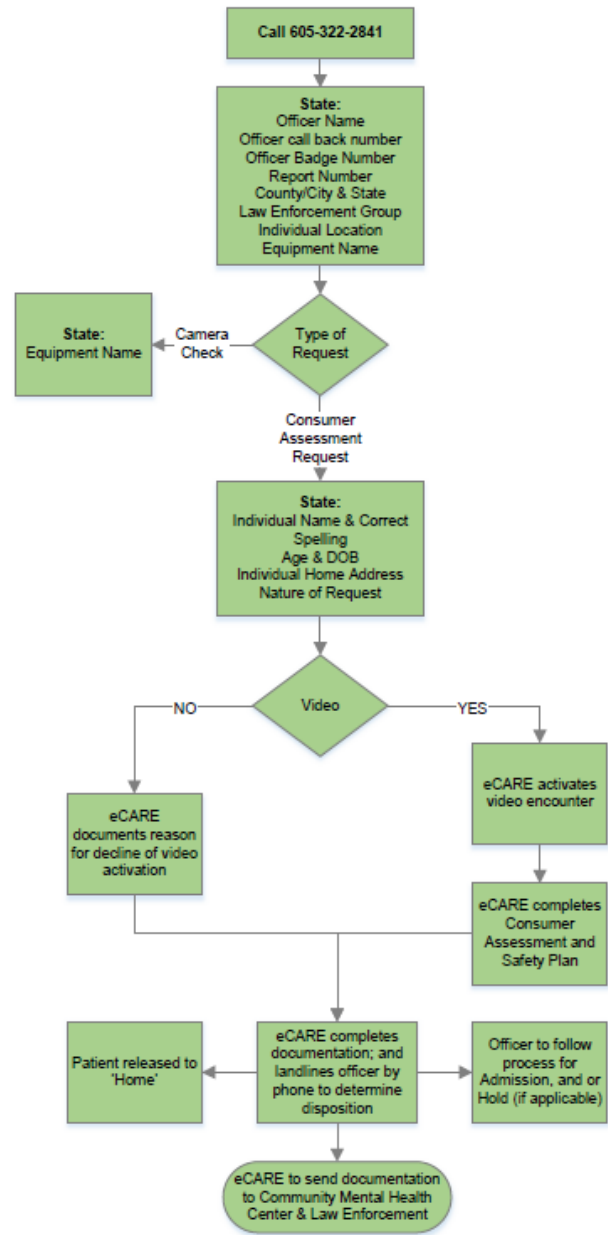 Call 605-322-2841
State:
Officer Name
Officer call back number
Officer Badge Number
Report Number
County/City & State
Law Enforcement Group
Individual Location
Equipment Name
State:
Equipment Name
Camera
Check
Type of
Request
Consumer
Assessment
Request
State:
Individual Name & Correct
Spelling
Age & DOB
Individual Home Address
Nature of Request
NO
Video
YES
eCARE
documents reason
for decline of video
activation
eCARE activates
video encounter
eCARE completes
Consumer
Assessment and
Safety Plan
Patient released to
'Home'
eCARE completes
documentation; and
landlines officer by
phone to determine
disposition
Officer to follow
process for
Admission, and or
Hold (if applicable)
eCARE to send documentation
to Community Mental Health
Center & Law Enforcement